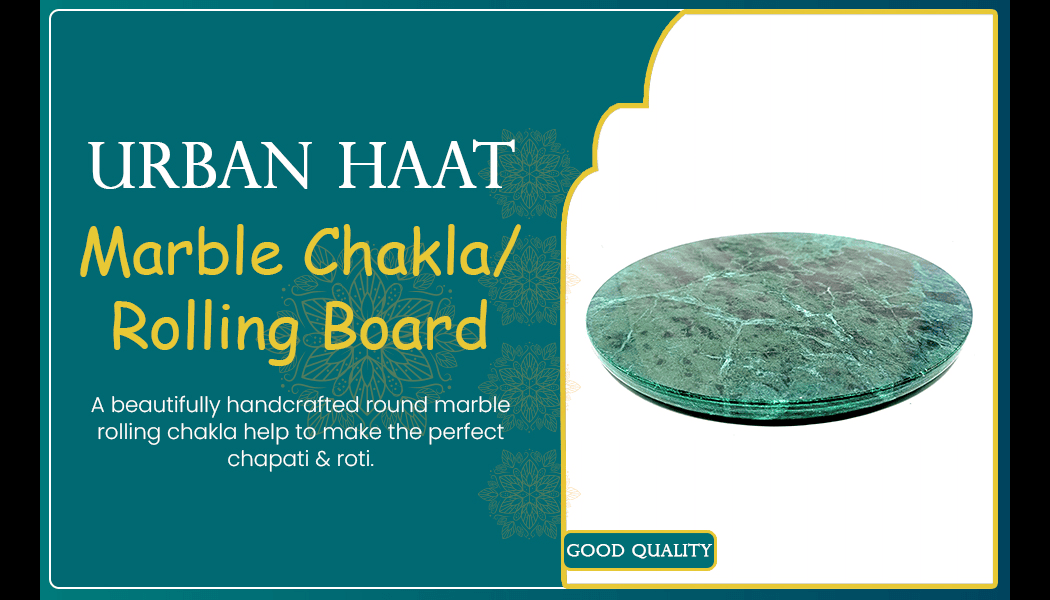 URBAN HAAT
Marble Chakla/
Rolling Board
A beautifully handcrafted round marble
rolling chakla help to make the perfect
chapati & roti.
GOOD QUALITY